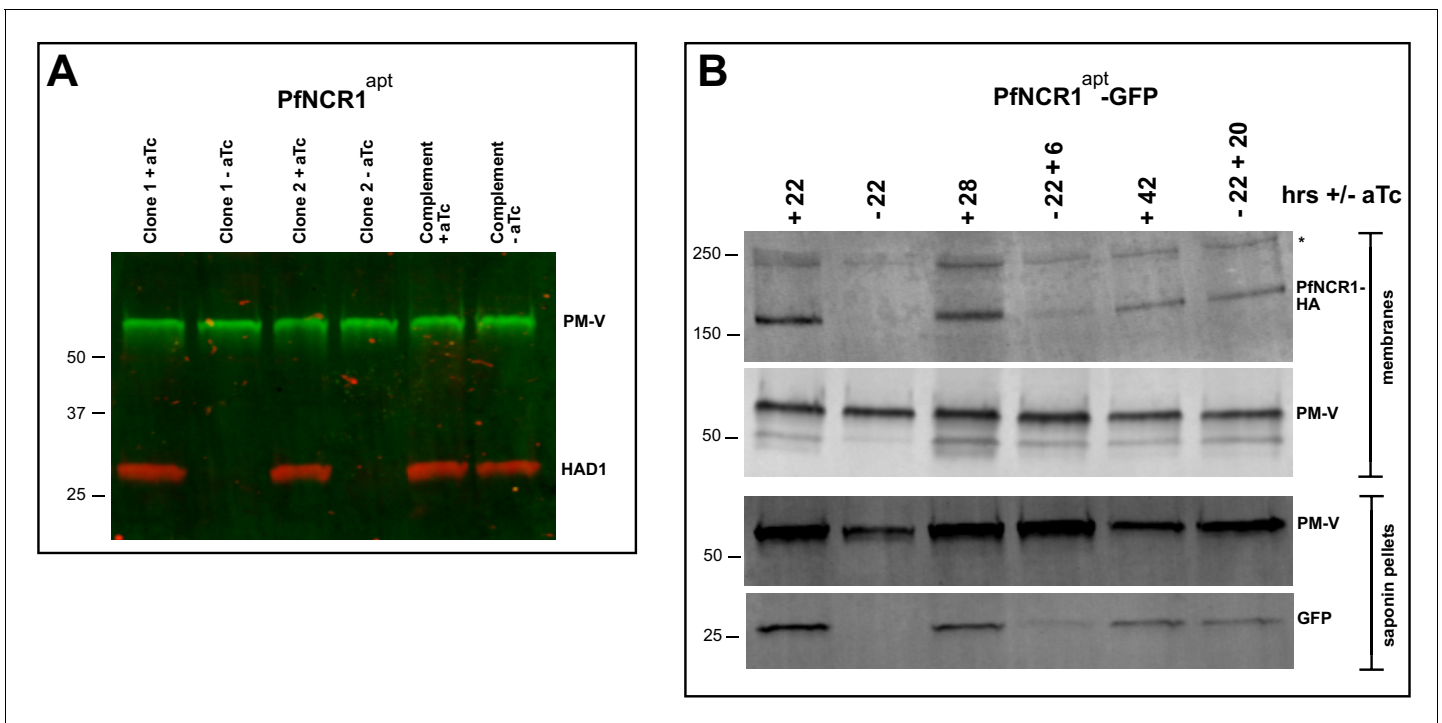 A
PfNCR1apt
Clone 1 + aTc
Clone 1 - aTc
Clone 2 + aTc
Clone 2 - aTc
Complement
+ aTc
Complement
- aTc
PM-V
50
37
HAD1
25
B
PfNCR1apt-GFP
+ 22
- 22
+ 28
- 22 + 6
+ 42
- 22 + 20
hrs +/- aTc
250
*
PfNCR1-
HA
150
membranes
PM-V
50
PM-V
50
saponin pellets
GFP
25